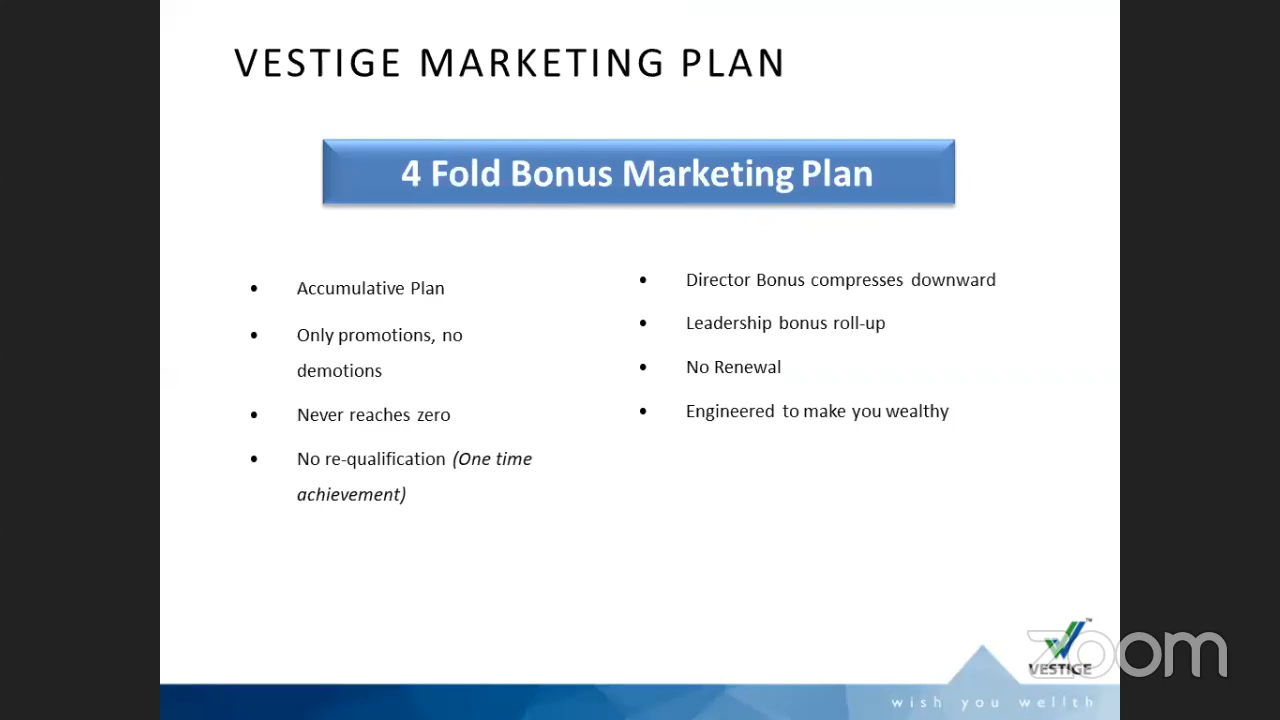 VESTIGE MARKETING PLAN
4 Fold Bonus Marketing Plan
• Accumulative Plan
• Only promotions, no
demotions
• Never reaches zero
• No re-qualification (One time
achievement)
• Director Bonus compresses downward
• Leadership bonus roll-up
• No Renewal
• Engineered to make you wealthy
zoom
VESTIGE
TM
wish you wellth